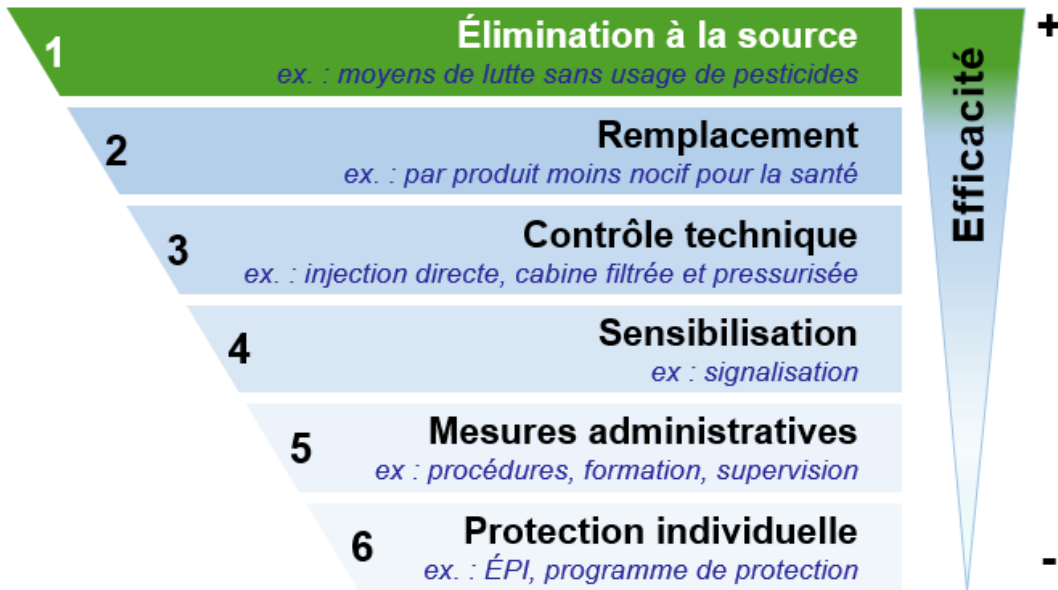 1
Élimination à la source
ex. : moyens de lutte sans usage de pesticides
2
Remplacement
ex. : par produit moins nocif pour la santé
3
Contrôle technique
ex. : injection directe, cabine filtrée et pressurisée
4
Sensibilisation
ex : signalisation
5
Mesures administratives
ex : procédures, formation, supervision
6
Protection individuelle
ex. : ÉPI, programme de protection
+
Efficacité
-